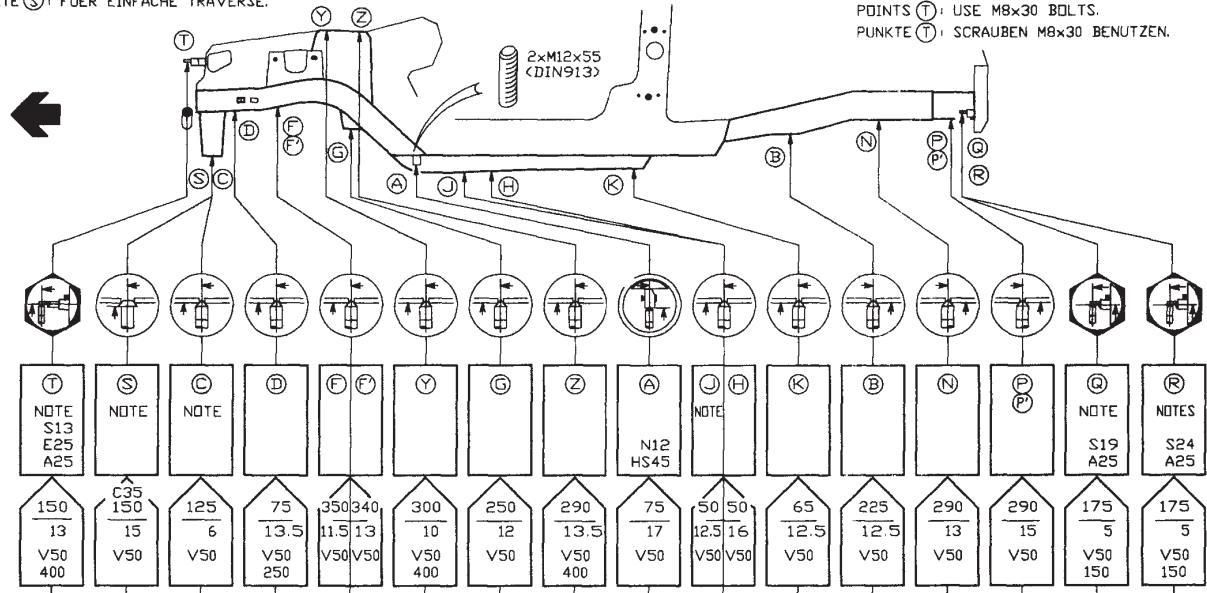 TE Ⓢ: FUER EINFACHE TRAVERSE.
POINTS Ⓣ: USE M8x30 BOLTS.
PUNKTE Ⓣ: SCRAUBEN M8x30 BENUTZEN.
Y Z
T
2xM12x55
(DIN913)
D F F' G
S C A J H K B N P P' Q R
T S C D F F' Y G Z A J H K B N P P' Q R
NOTE NOTE NOTE NOTE NOTE NOTES
S13
E25 N12 S19 S24
A25 HS45 A25 A25
C35
150 150 125 75 350 340 300 250 290 75 50 50 65 225 290 290 175 175
13 15 6 13.5 11.5 13 10 12 13.5 17 12.5 16 12.5 12.5 13 15 5 5
V50 V50 V50 V50 V50 V50 V50 V50 V50 V50 V50 V50 V50 V50 V50 V50 V50 V50
400 250 400 400 150 150